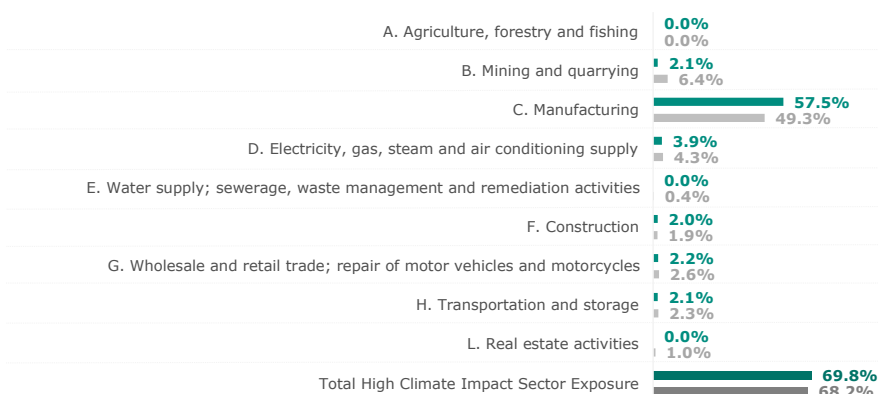 A. Agriculture, forestry and fishing
0.0%
0.0%
B. Mining and quarrying
2.1%
6.4%
C. Manufacturing
57.5%
49.3%
D. Electricity, gas, steam and air conditioning supply
3.9%
4.3%
E. Water supply; sewerage, waste management and remediation activities
0.0%
0.4%
F. Construction
2.0%
1.9%
G. Wholesale and retail trade; repair of motor vehicles and motorcycles
2.2%
2.6%
H. Transportation and storage
2.1%
2.3%
L. Real estate activities
0.0%
1.0%
Total High Climate Impact Sector Exposure
69.8%
68.2%